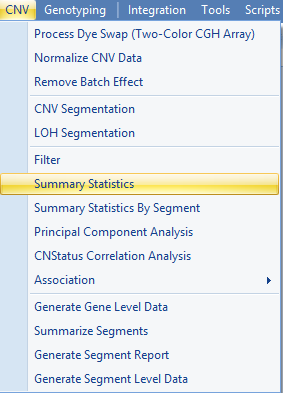 CNV Genotyping Integration Tools Scripts
Process Dye Swap (Two-Color CGH Array)
Normalize CNV Data
Remove Batch Effect
CNV Segmentation
LOH Segmentation
Filter
Summary Statistics
Summary Statistics By Segment
Principal Component Analysis
CNStatus Correlation Analysis
Association
Generate Gene Level Data
Summarize Segments
Generate Segment Report
Generate Segment Level Data